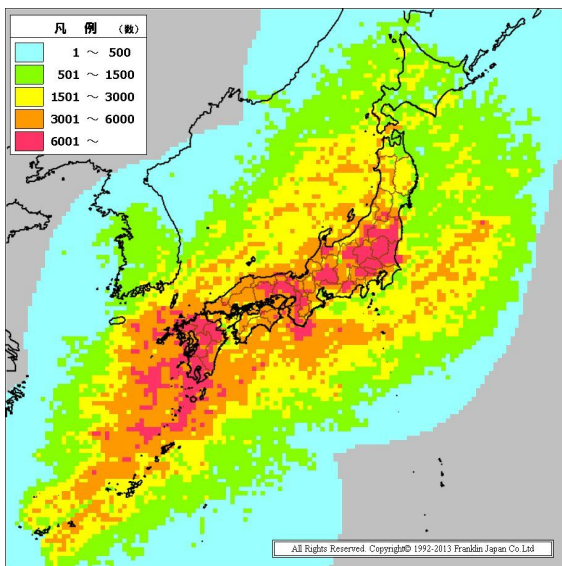 凡 例 (数)
1 ～ 500
501 ～ 1500
1501 ～ 3000
3001 ～ 6000
6001 ～
All Rights Reserved. Copyright© 1992-2013 Franklin Japan Co.Ltd